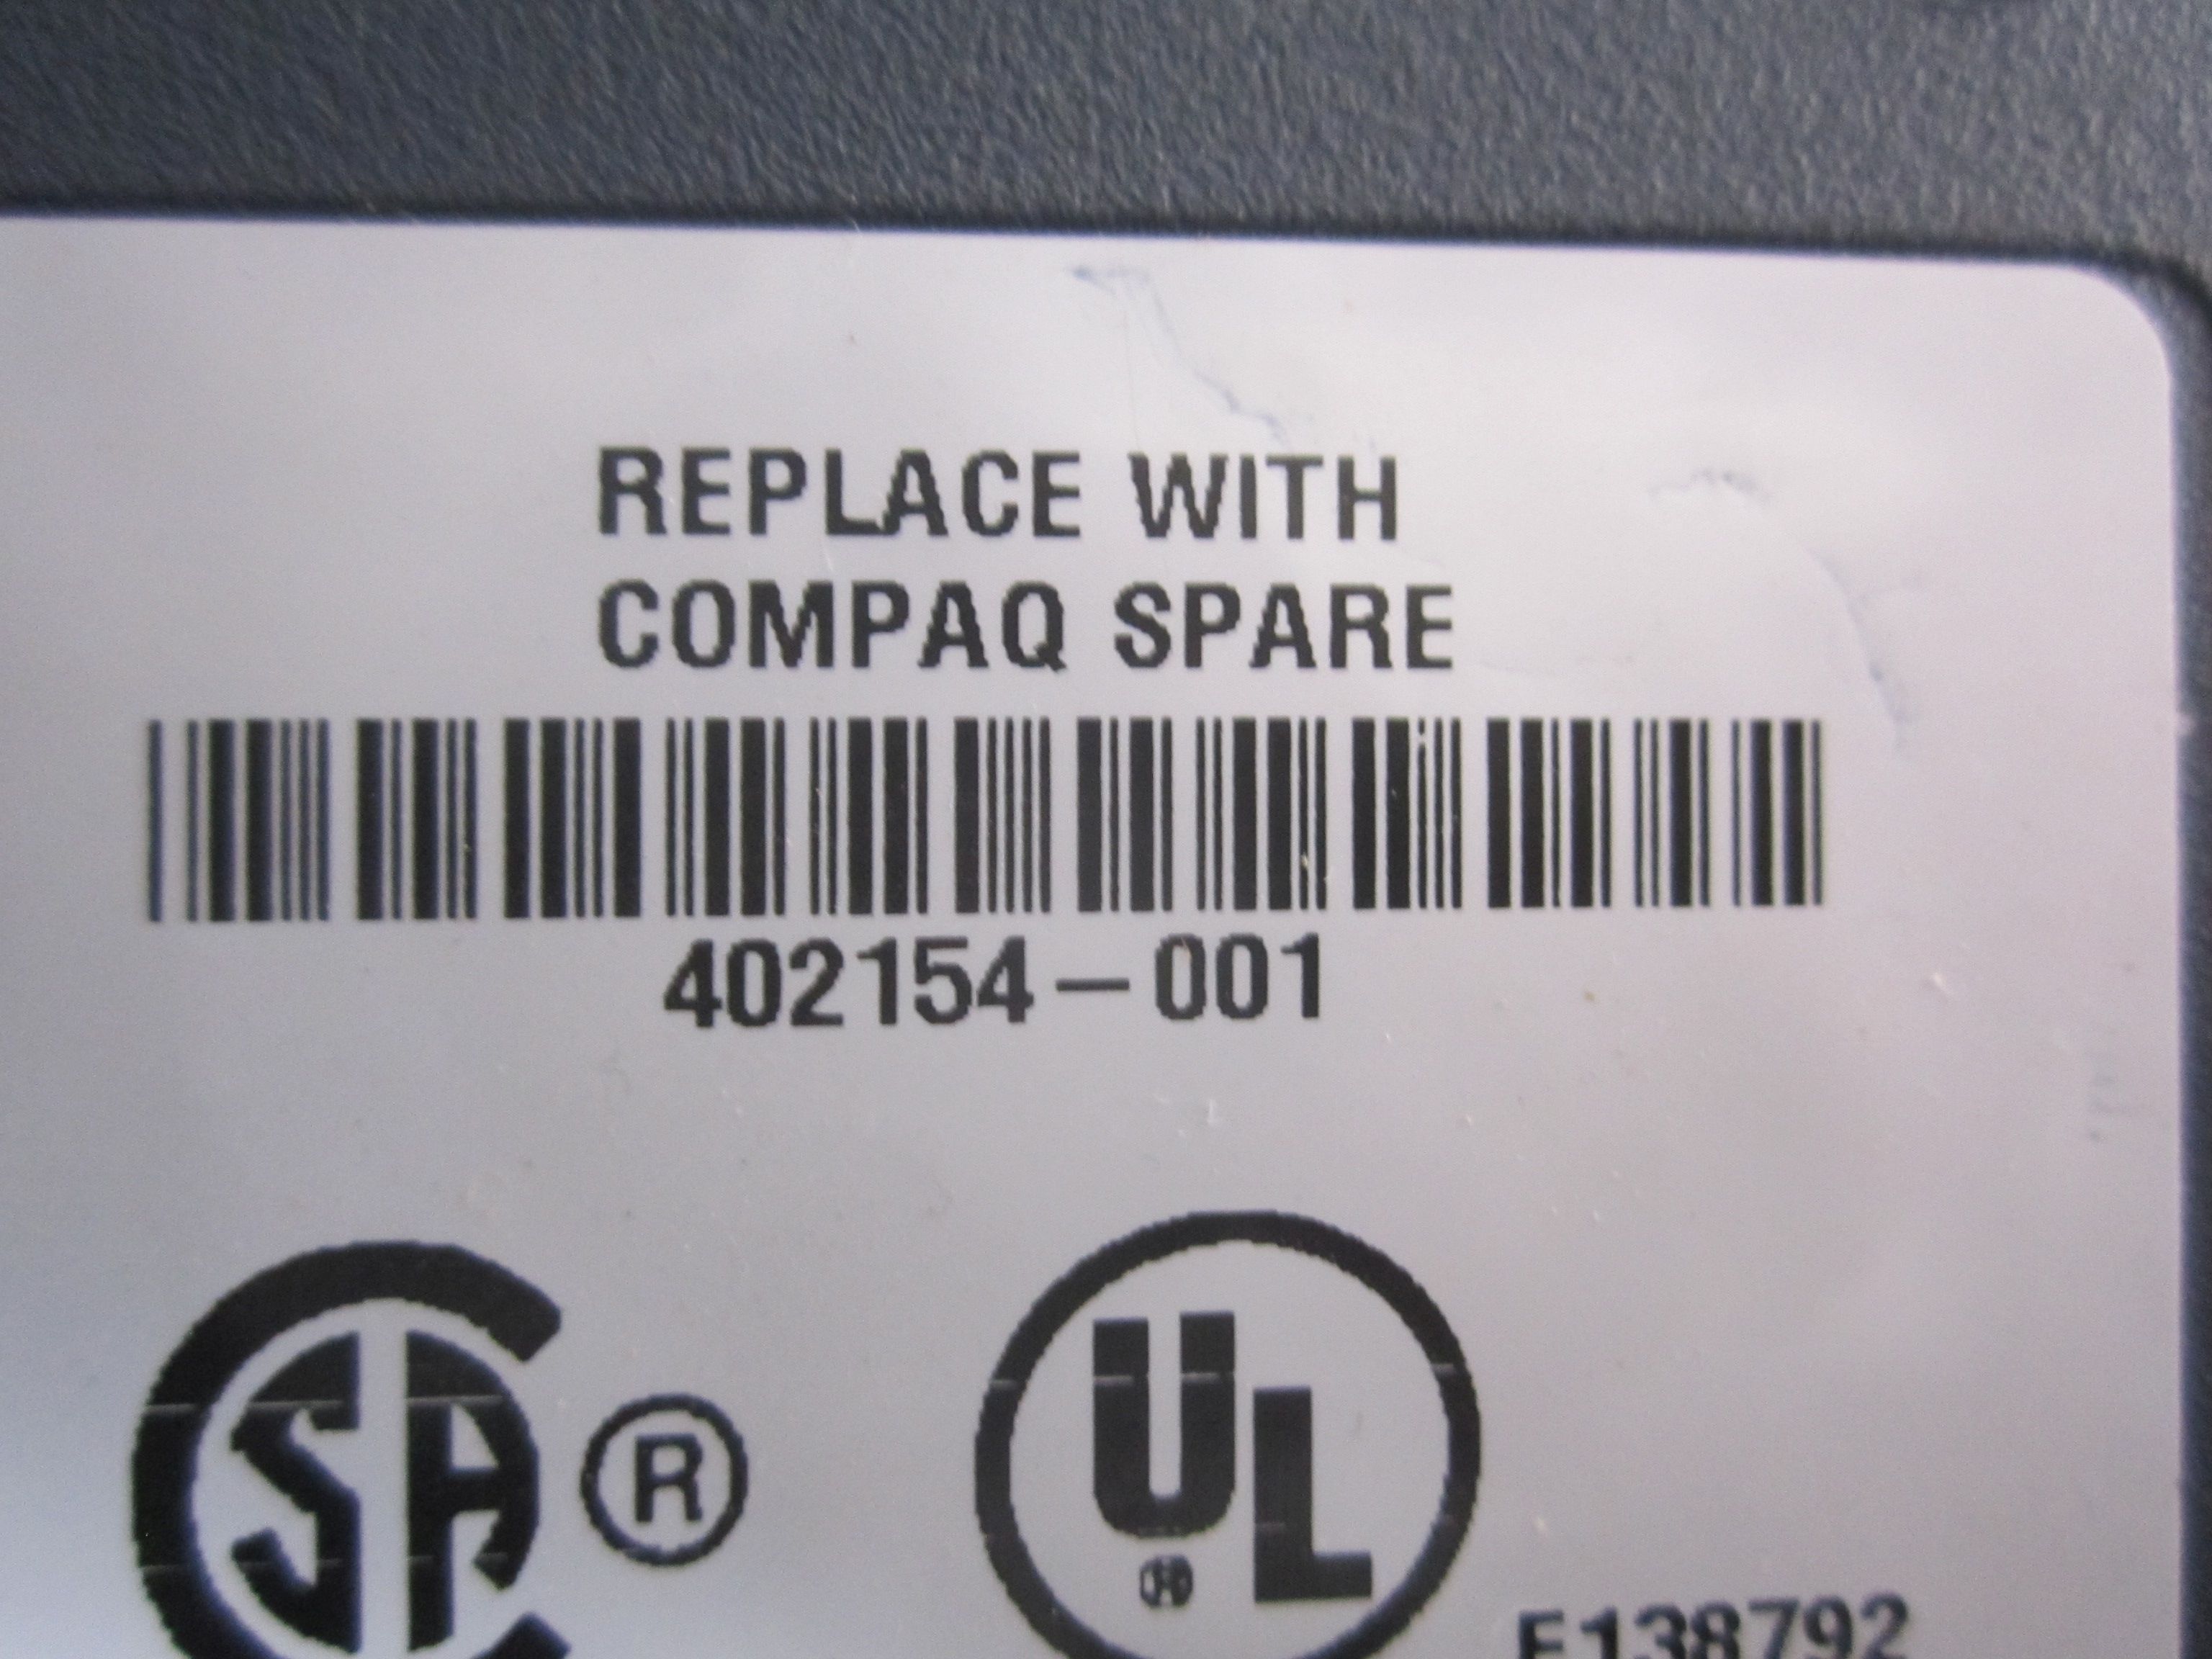 REPLACE WITH
COMPAQ SPARE
402154-001
SA ®
UL
E138792